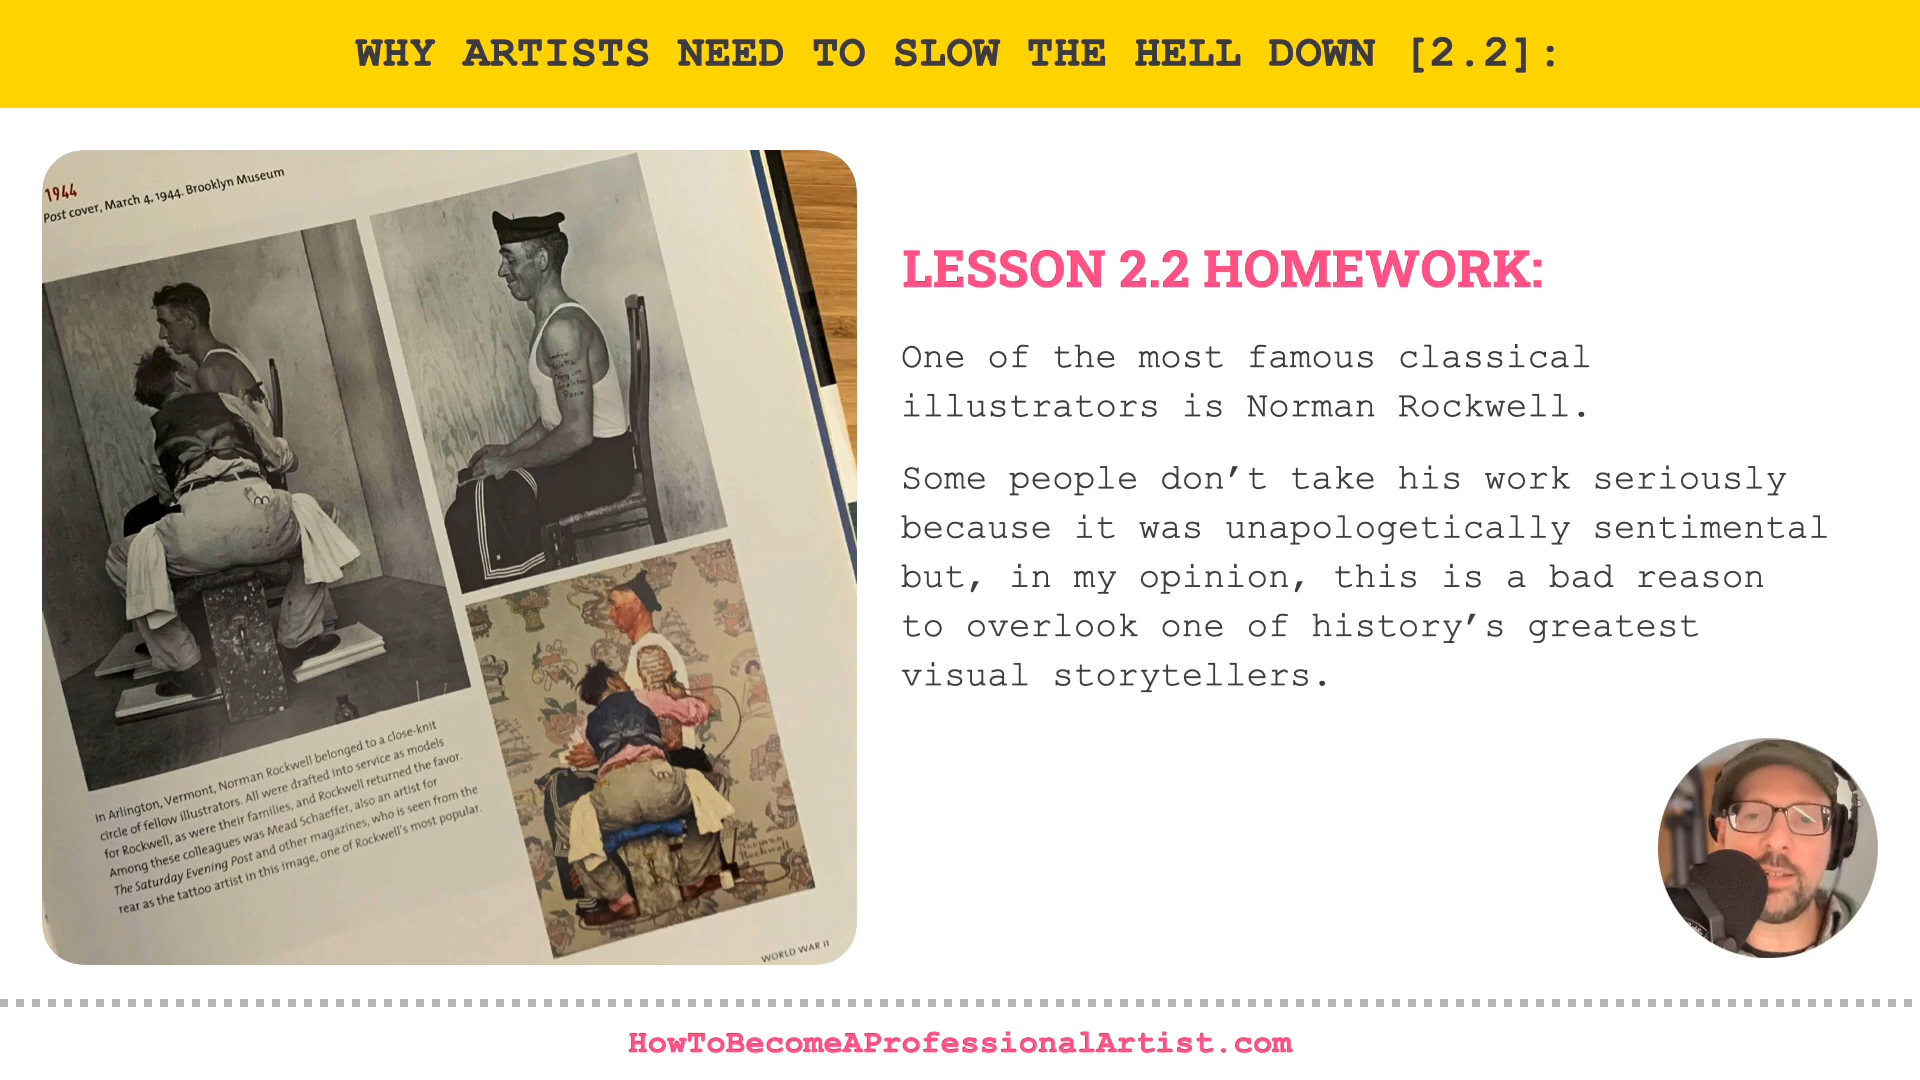 WHY ARTISTS NEED TO SLOW THE HELL DOWN [2.2]:
1944
Post cover, March 4, 1944. Brooklyn Museum
In Arlington, Vermont, Norman Rockwell belonged to a close-knit
circle of fellow illustrators. All were drafted into service as models
for Rockwell, as were their families, and Rockwell returned the favor.
Among these colleagues was Mead Schaeffer, also an artist for
The Saturday Evening Post and other magazines, who is seen from the
rear as the tattoo artist in this image, one of Rockwell's most popular.
Norman
Rockwell
WORLD WAR II
LESSON 2.2 HOMEWORK:
One of the most famous classical
illustrators is Norman Rockwell.
Some people don’t take his work seriously
because it was unapologetically sentimental
but, in my opinion, this is a bad reason
to overlook one of history’s greatest
visual storytellers.
HowToBecomeAProfessionalArtist.com